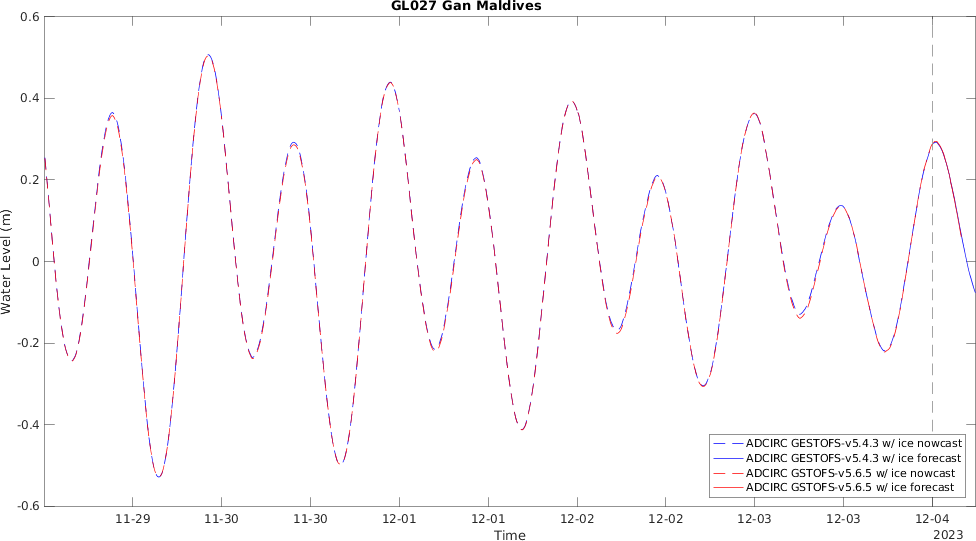 GL027 Gan Maldives
0.6
0.4
0.2
0
-0.2
-0.4
-0.6
Water Level (m)
ADCIRC GESTOFS-v5.4.3 w/ ice nowcast
ADCIRC GESTOFS-v5.4.3 w/ ice forecast
ADCIRC GSTOFS-v5.6.5 w/ ice nowcast
ADCIRC GSTOFS-v5.6.5 w/ ice forecast
11-29 11-30 11-30 12-01 12-01 12-02 12-02 12-03 12-03 12-04
Time
2023